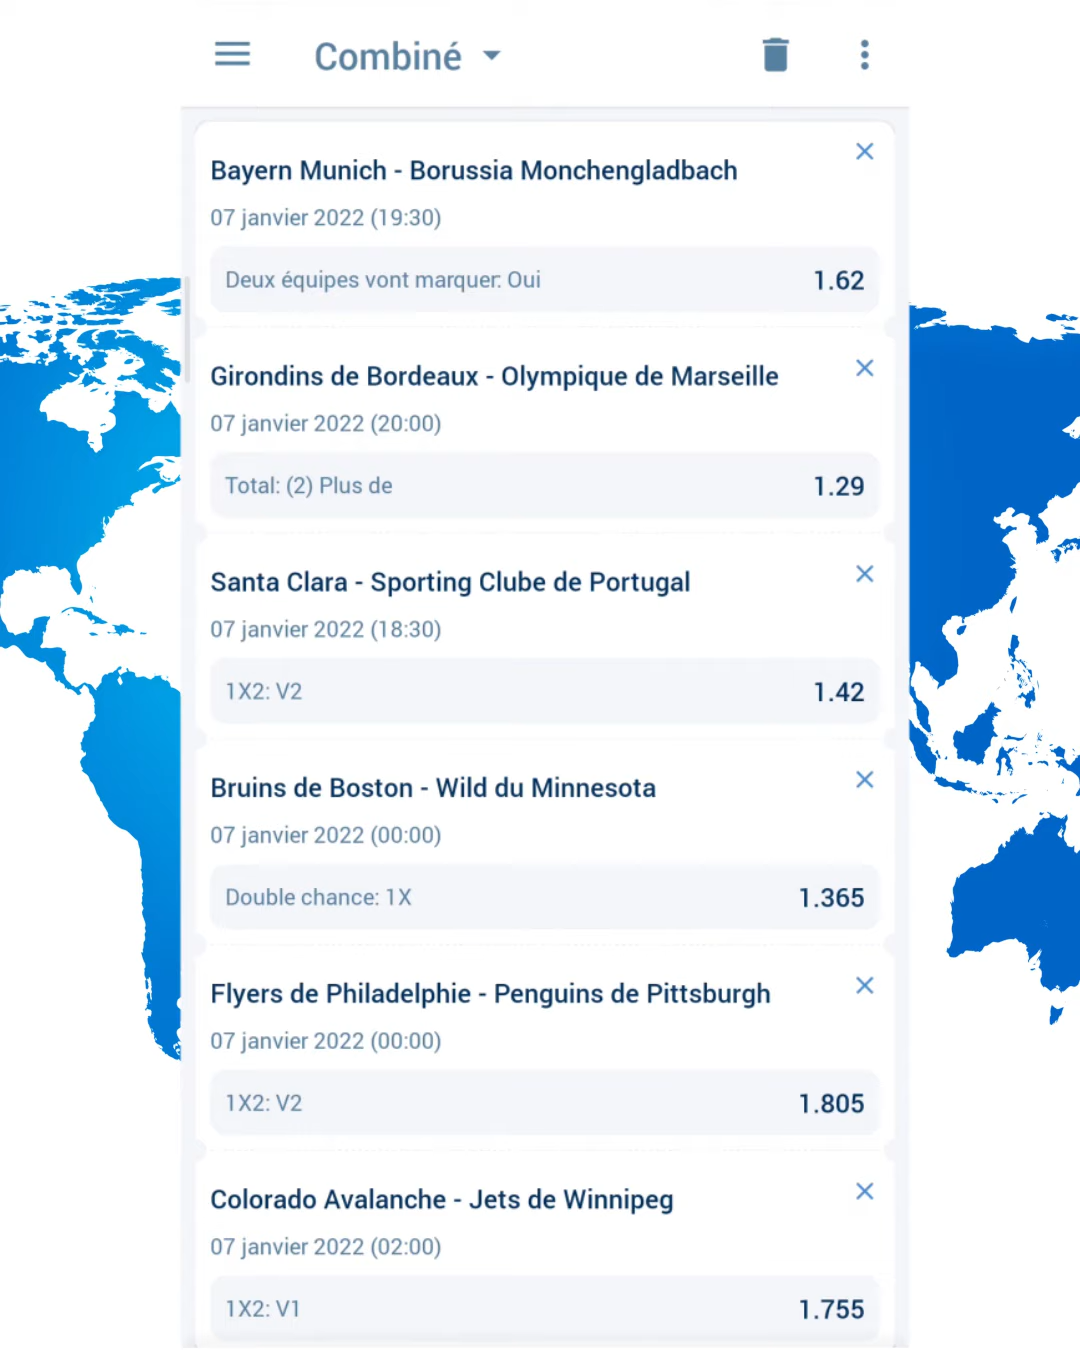 Combiné
Bayern Munich - Borussia Monchengladbach
07 janvier 2022 (19:30)
Deux équipes vont marquer: Oui 1.62
Girondins de Bordeaux - Olympique de Marseille
07 janvier 2022 (20:00)
Total: (2) Plus de 1.29
Santa Clara - Sporting Clube de Portugal
07 janvier 2022 (18:30)
1X2: V2 1.42
Bruins de Boston - Wild du Minnesota
07 janvier 2022 (00:00)
Double chance: 1X 1.365
Flyers de Philadelphie - Penguins de Pittsburgh
07 janvier 2022 (00:00)
1X2: V2 1.805
Colorado Avalanche - Jets de Winnipeg
07 janvier 2022 (02:00)
1X2: V1 1.755